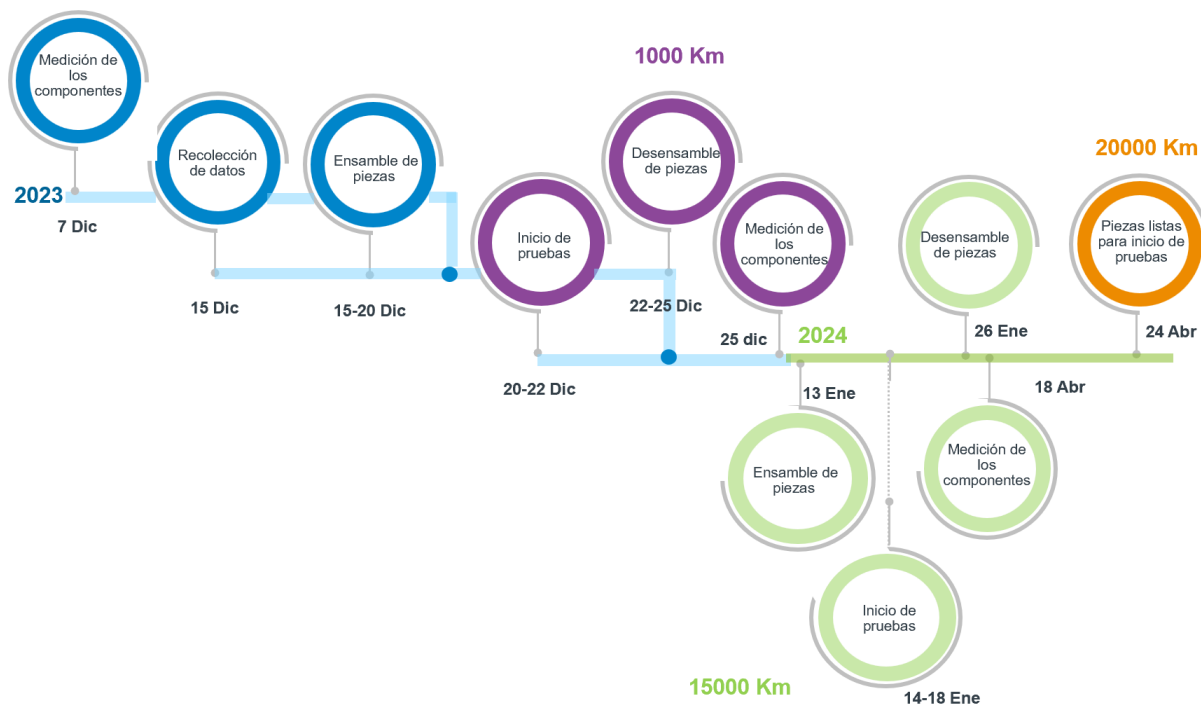 Medición de
los
componentes
2023
7 Dic
Recolección
de datos
15 Dic
Ensamble de
piezas
15-20 Dic
1000 Km
Inicio de
pruebas
20-22 Dic
Desensamble
de piezas
22-25 Dic
Medición de
los
componentes
25 dic
2024
13 Ene
Ensamble de
piezas
15000 Km
Inicio de
pruebas
14-18 Ene
Desensamble
de piezas
26 Ene
Medición de
los
componentes
18 Abr
20000 Km
Piezas listas
para inicio de
pruebas
24 Abr